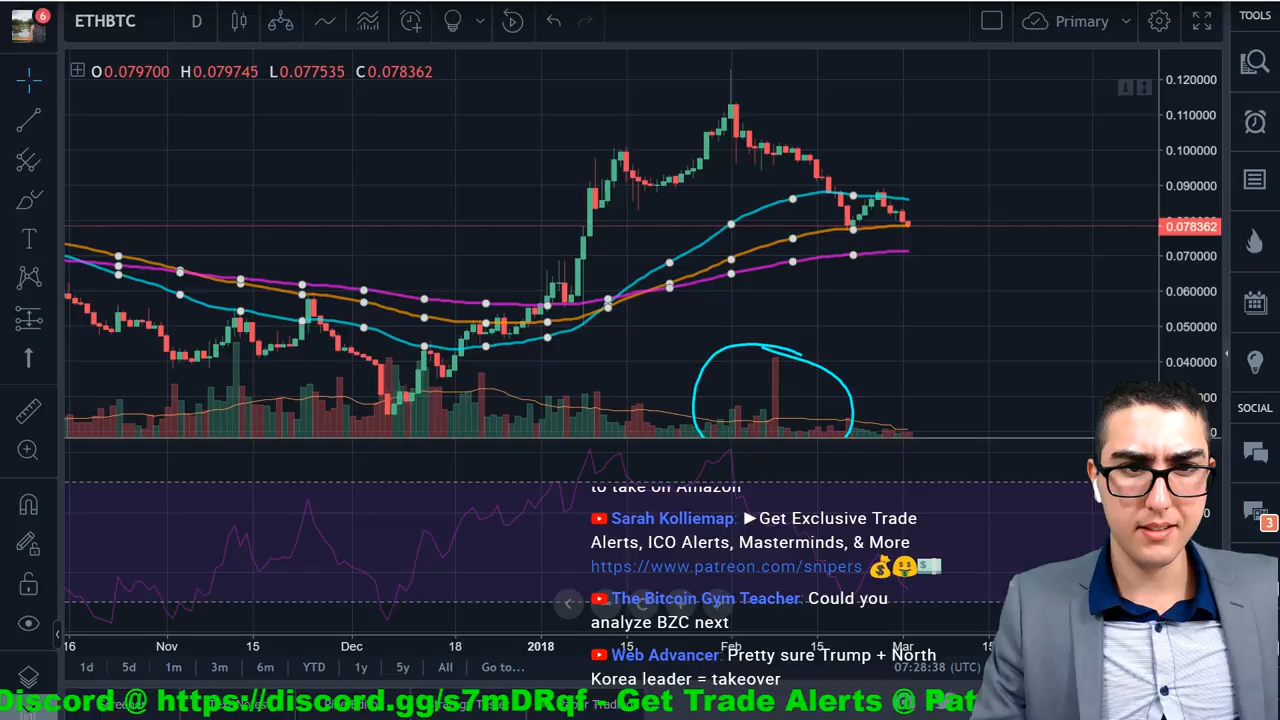 6
ETHBTC
D
Primary
TOOLS
O0.079700 H0.079745 L0.077535 C0.078362
0.120000
0.110000
0.100000
0.090000
0.078362
0.070000
0.060000
0.050000
0.040000
SOCIAL
to take on Amazon
Sarah Kolliemap: ►Get Exclusive Trade
Alerts, ICO Alerts, Masterminds, & More
https://www.patreon.com/snipers 💰🤑💵
3
The Bitcoin Gym Teacher: Could you
analyze BZC next
16 Nov 15 Dec 18 2018 15 Feb 15 Mar 15
Web Advancer: Pretty sure Trump + North
Korea leader = takeover
1d 5d 1m 3m 6m YTD 1y 5y All Go to...
07:28:38 (UTC)
Discord @ https://discord.gg/s7mDRqf - Get Trade Alerts @ Pat